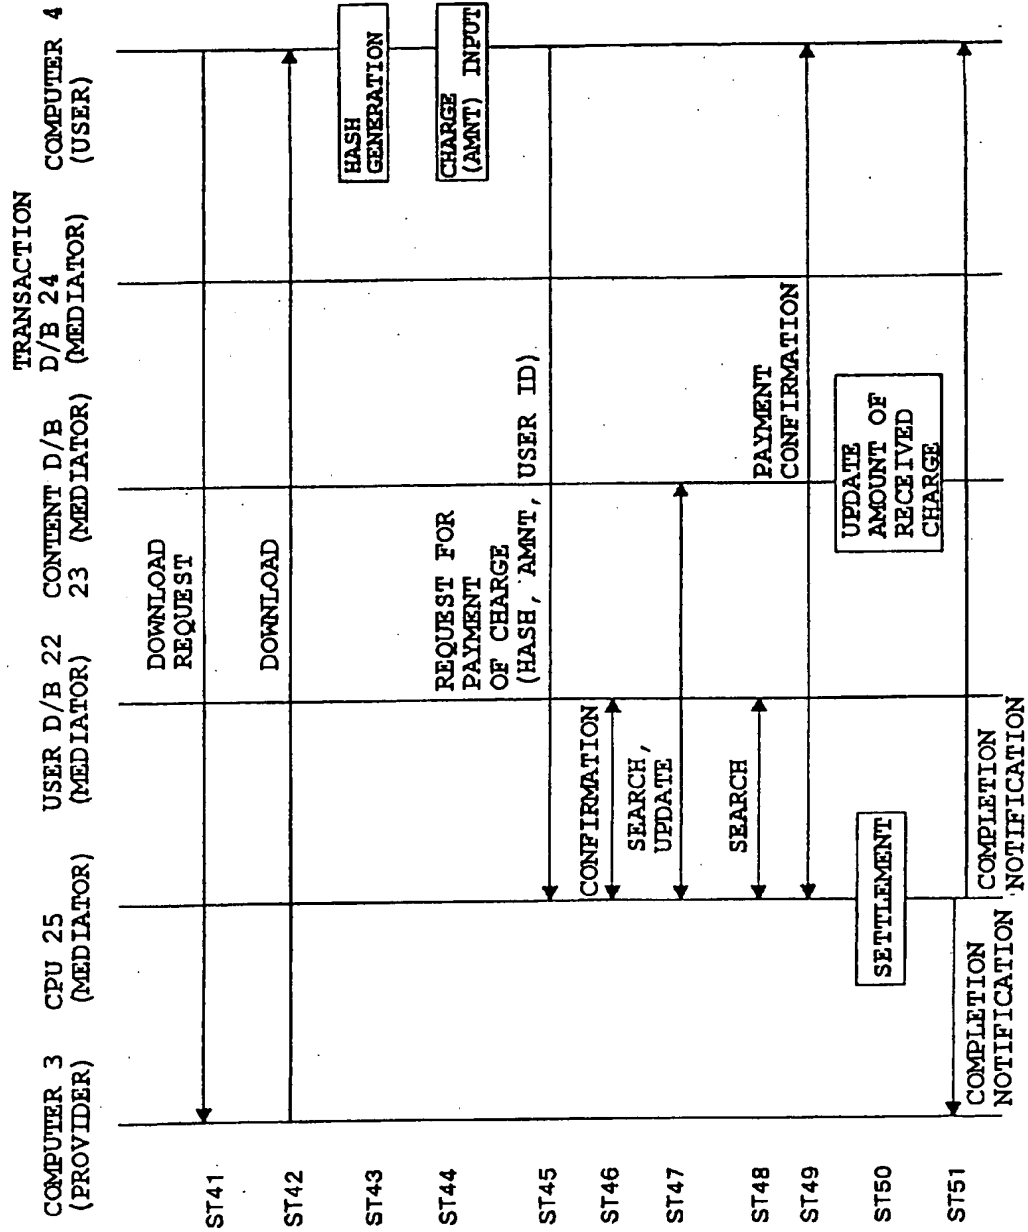 COMPUTER 3
(PROVIDER)
CPU 25
(MEDIATOR)
USER D/B 22
(MEDIATOR)
CONTENT D/B
23 (MEDIATOR)
TRANSACTION
D/B 24
(MEDIATOR)
COMPUTER 4
(USER)
ST41
DOWNLOAD
REQUEST
ST42
DOWNLOAD
ST43
HASH
GENERATION
ST44
CHARGE
(AMNT) INPUT
REQUEST FOR
PAYMENT
OF CHARGE
(HASH, AMNT, USER ID)
ST45
ST46
CONFIRMATION
ST47
SEARCH,
UPDATE
ST48
SEARCH
ST49
PAYMENT
CONFIRMATION
ST50
SETTLEMENT
UPDATE
AMOUNT OF
RECEIVED
CHARGE
ST51
COMPLETION
NOTIFICATION
COMPLETION
NOTIFICATION